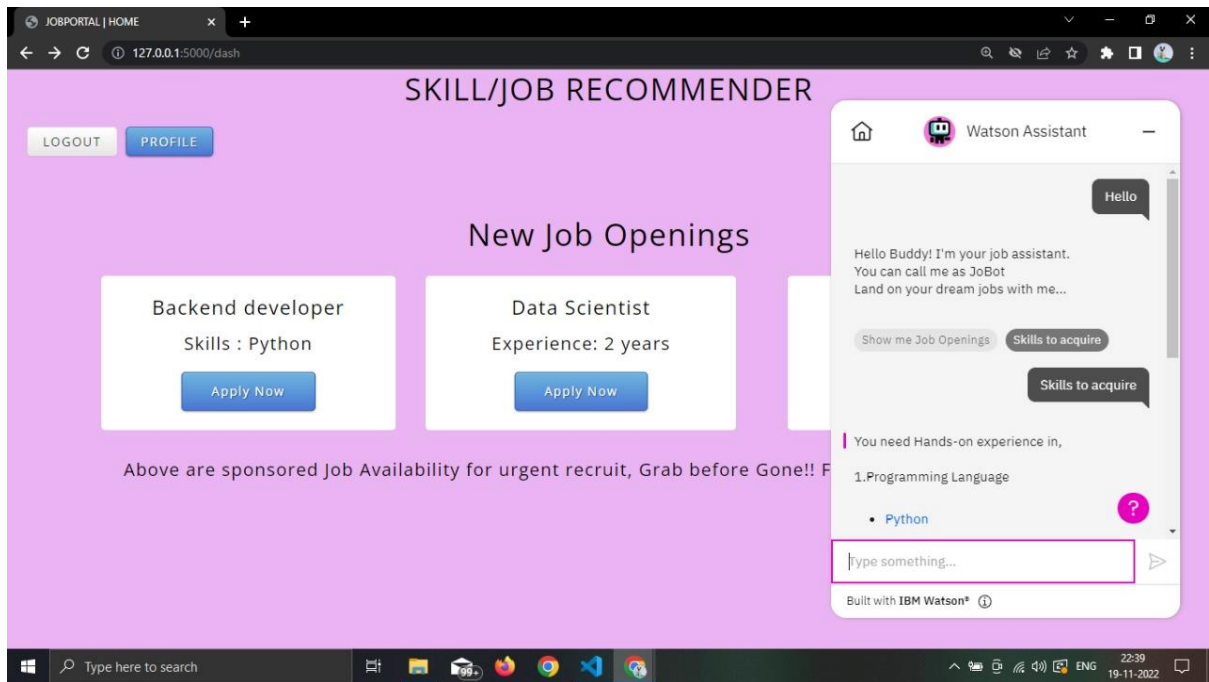 JOBPORTAL | HOME
127.0.0.1:5000/dash
SKILL/JOB RECOMMENDER
LOGOUT
PROFILE
New Job Openings
Backend developer
Skills : Python
Apply Now
Data Scientist
Experience: 2 years
Apply Now
Above are sponsored Job Availability for urgent recruit, Grab before Gone!! F
Watson Assistant
Hello
Hello Buddy! I'm your job assistant.
You can call me as JoBot
Land on your dream jobs with me...
Show me Job Openings
Skills to acquire
Skills to acquire
You need Hands-on experience in,
1.Programming Language
• Python
?
Type something...
Built with IBM Watson®
Type here to search
99+
ENG
22:39
19-11-2022